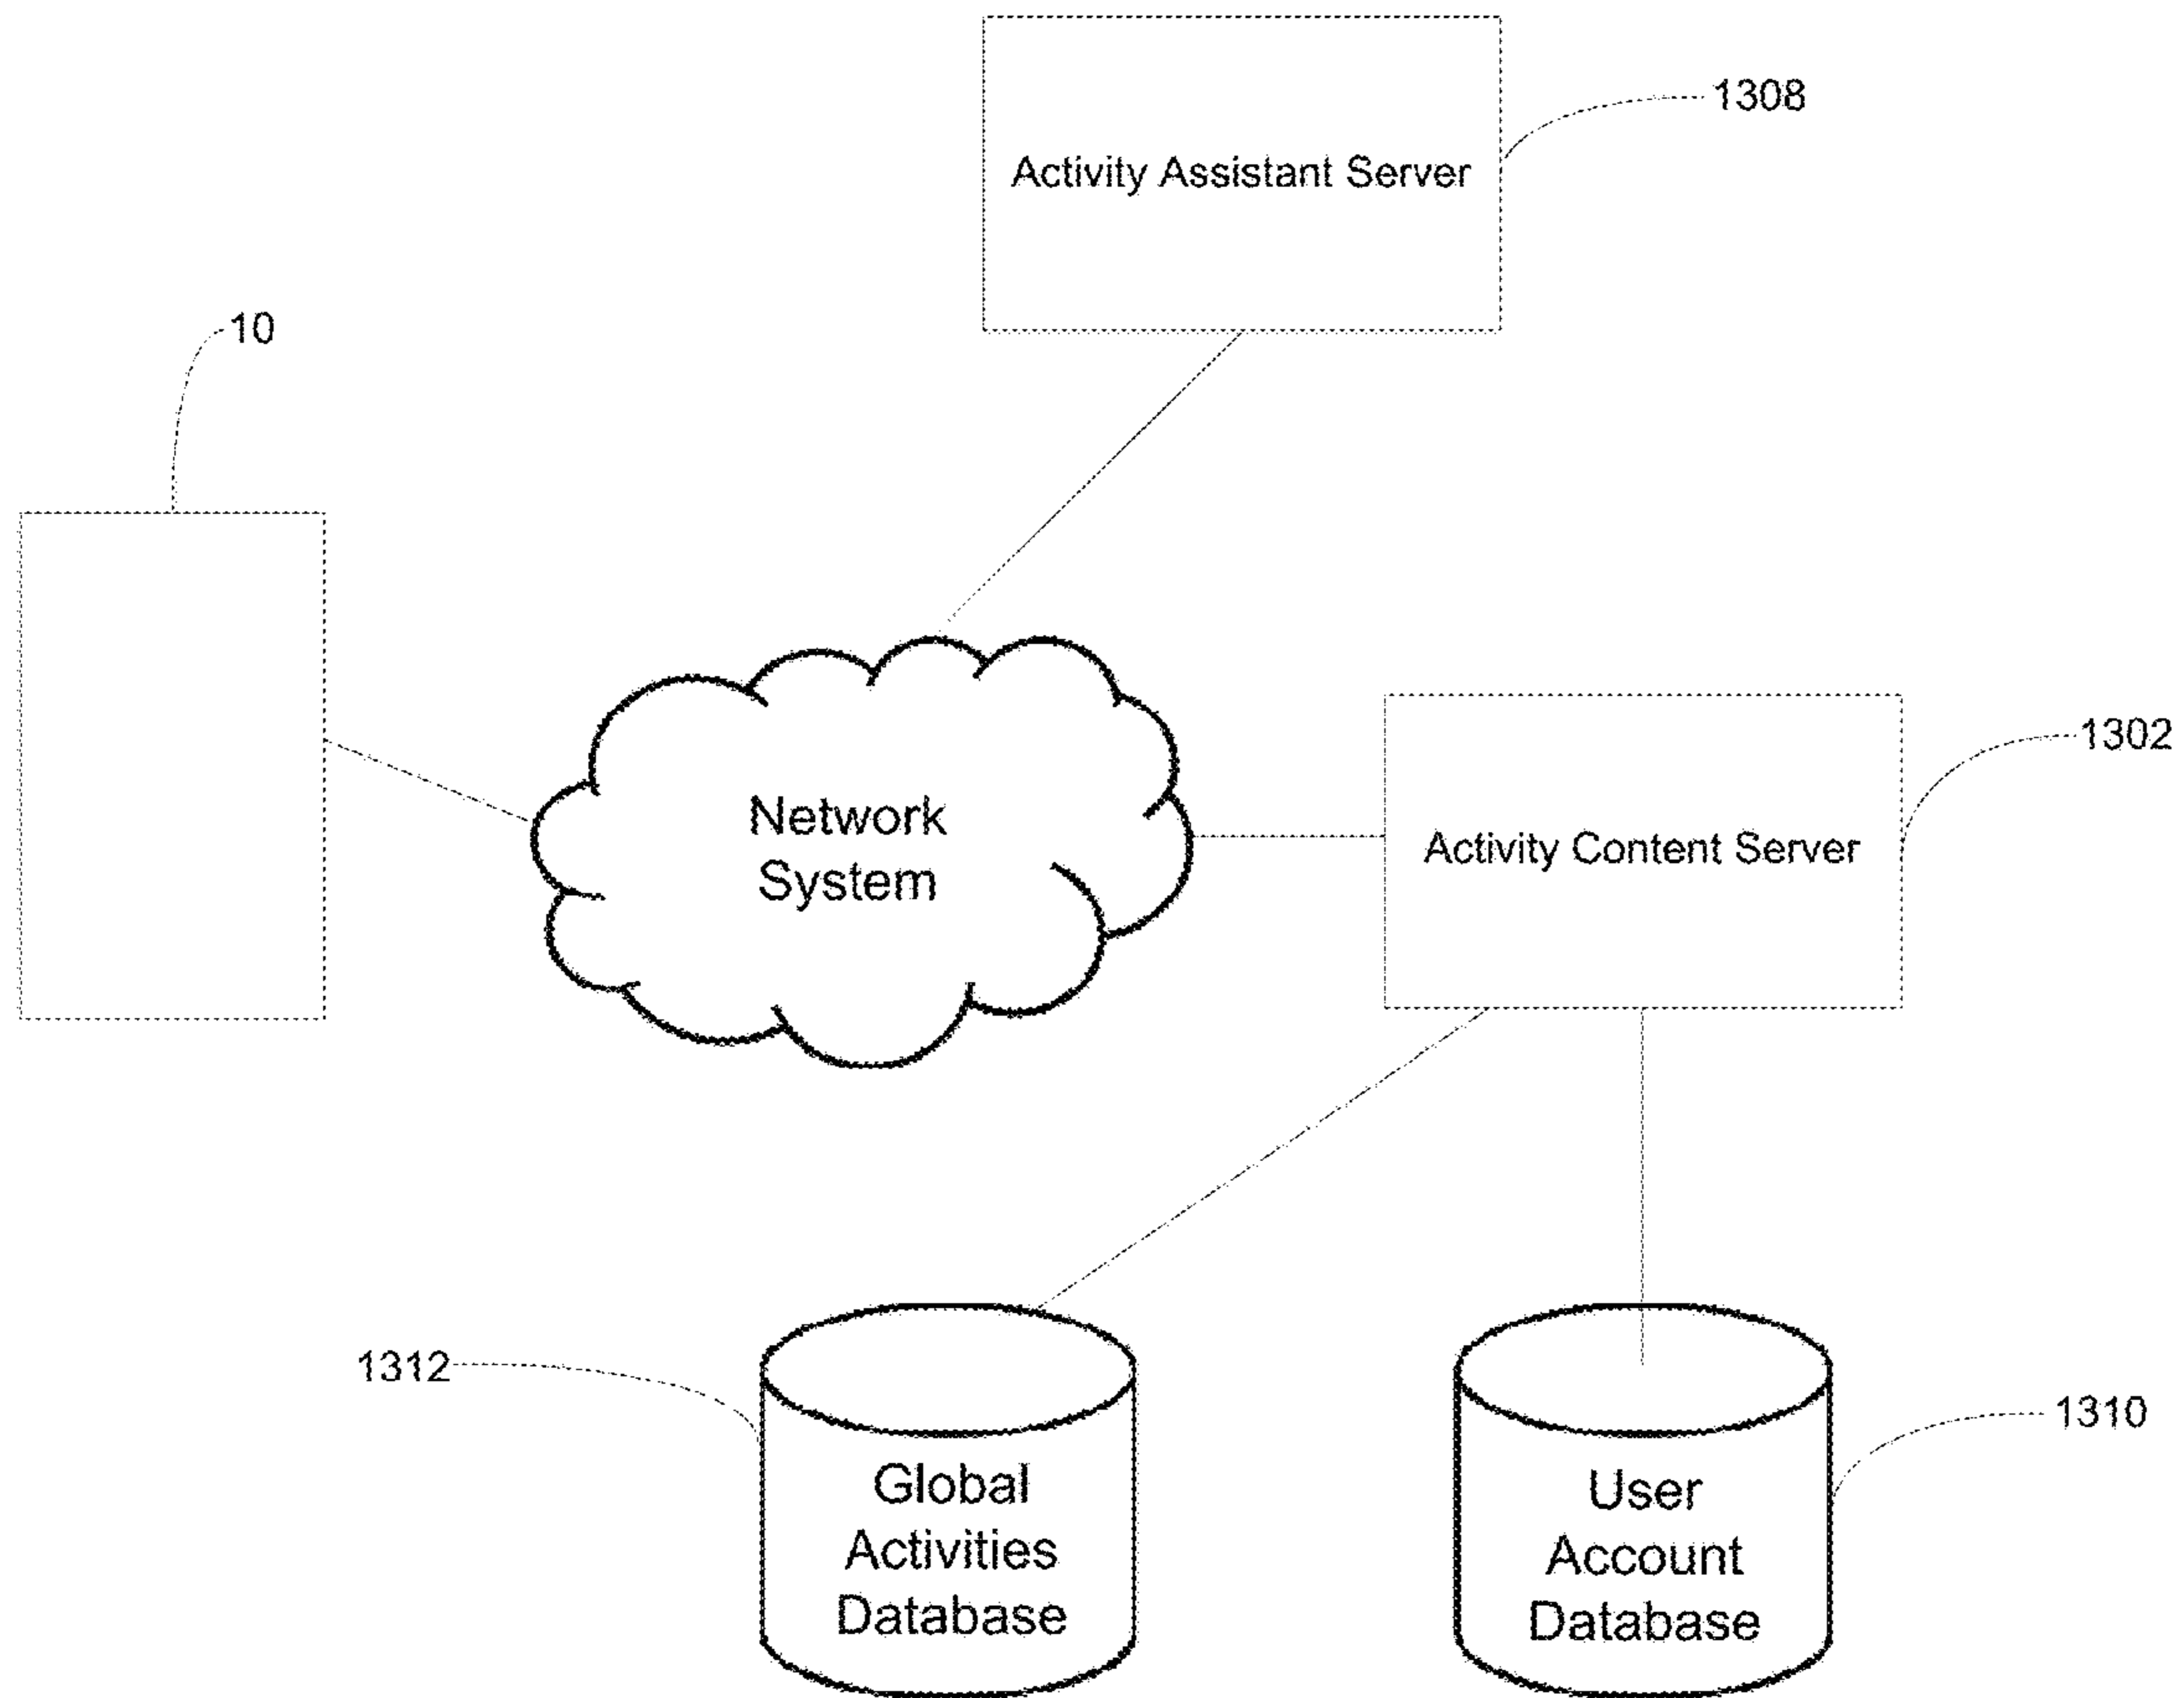 1308
Activity Assistant Server
10
1302
Network
System
Activity Content Server
1312
Global
Activities
Database
1310
User
Account
Database